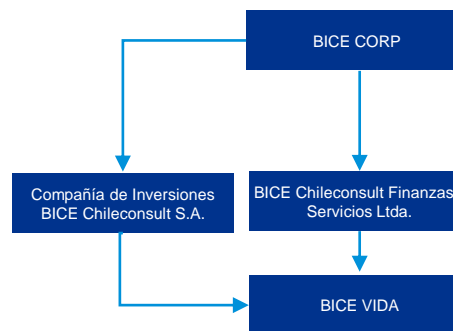 BICE CORP
Compañía de Inversiones
BICE Chileconsult S.A.
BICE Chileconsult Finanzas
Servicios Ltda.
BICE VIDA